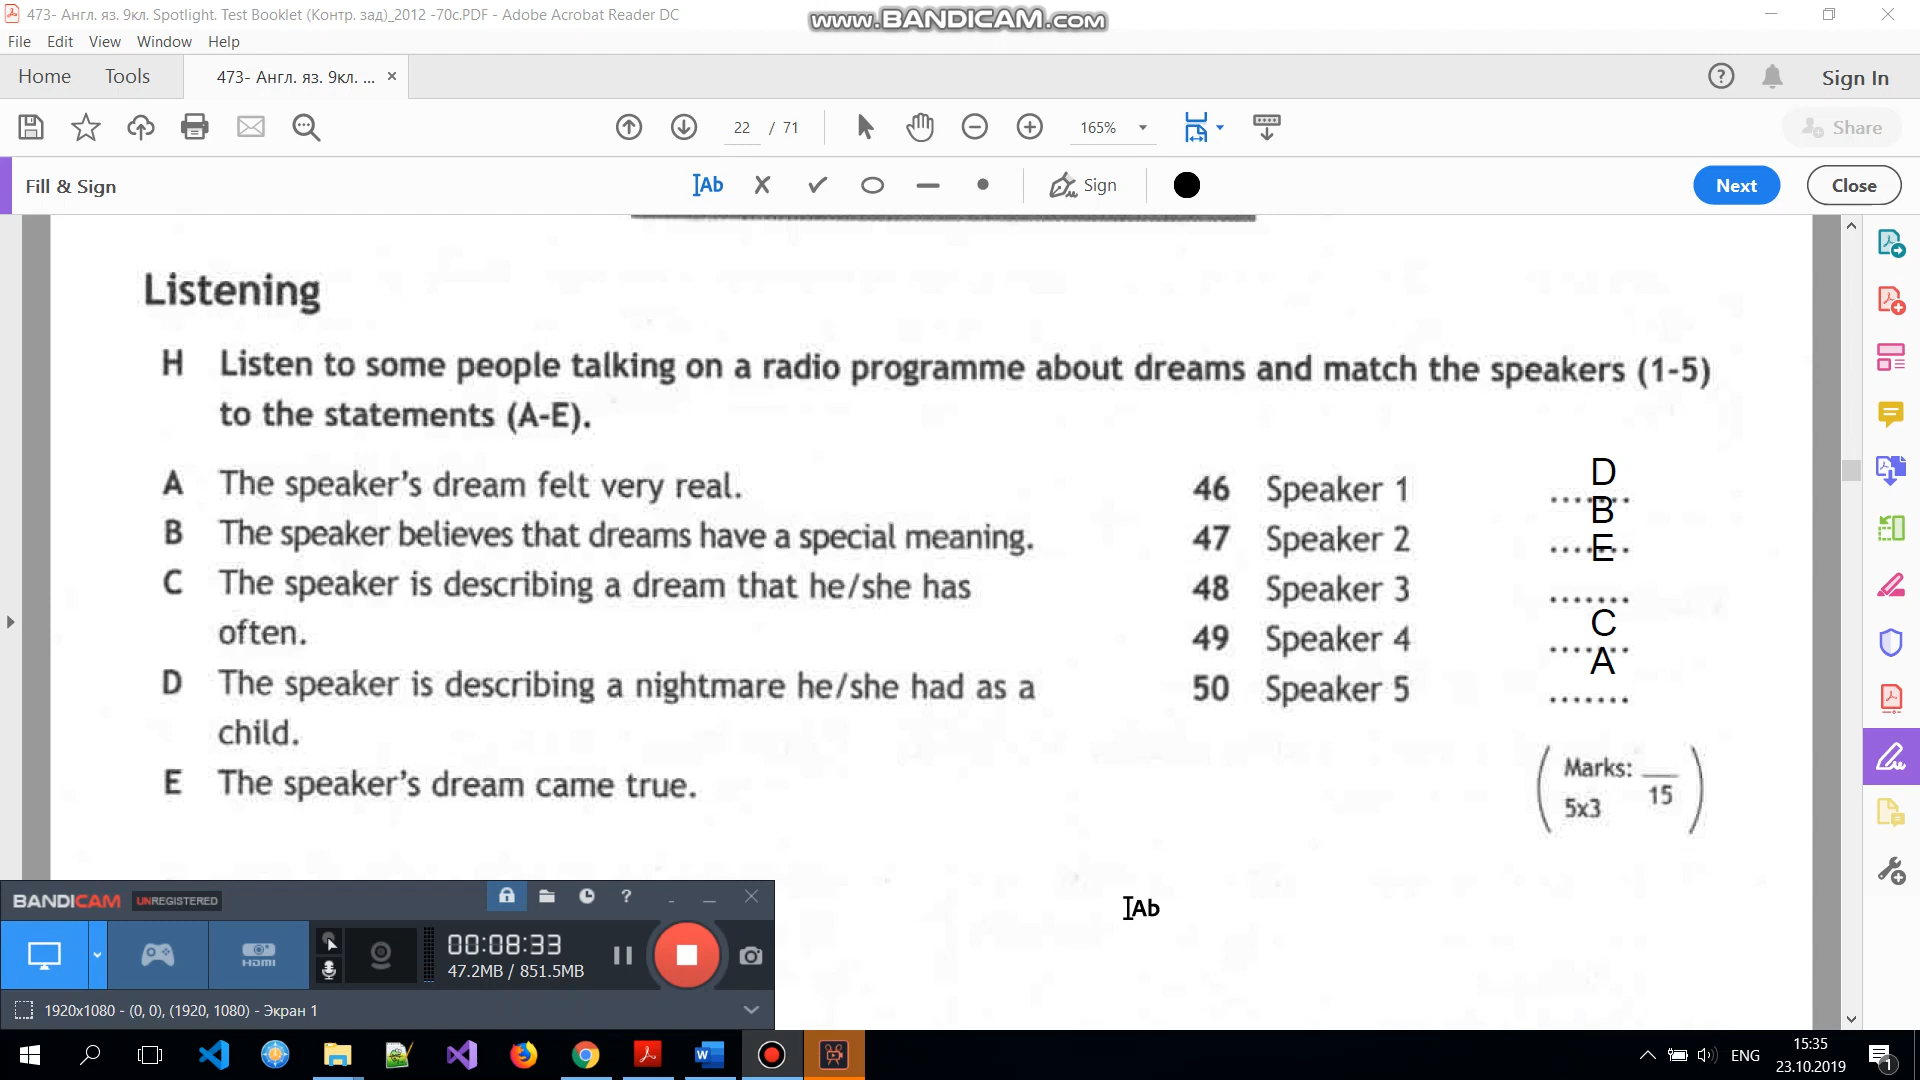 473- Англ. яз. 9кл. Spotlight. Test Booklet (Контр. зад)_2012 -70с.PDF - Adobe Acrobat Reader DC
www.BANDICAM.com
File Edit View Window Help
Home Tools 473- Англ. яз. 9кл. ... Sign In
22 / 71 165% Share
Fill & Sign Ab Sign Next Close
Listening
H Listen to some people talking on a radio programme about dreams and match the speakers (1-5)
to the statements (A-E).
A The speaker's dream felt very real.
B The speaker believes that dreams have a special meaning.
C The speaker is describing a dream that he/she has
often.
D The speaker is describing a nightmare he/she had as a
child.
E The speaker's dream came true.
46 Speaker 1 ....... D
47 Speaker 2 ....... B
48 Speaker 3 ....... E
49 Speaker 4 ....... C
50 Speaker 5 ....... A
Marks: ___
5x3 15
Ab
BANDICAM UNREGISTERED
HDMI
00:08:33
47.2MB / 851.5MB
1920x1080 - (0, 0), (1920, 1080) - Экран 1
ENG
15:35
23.10.2019
1